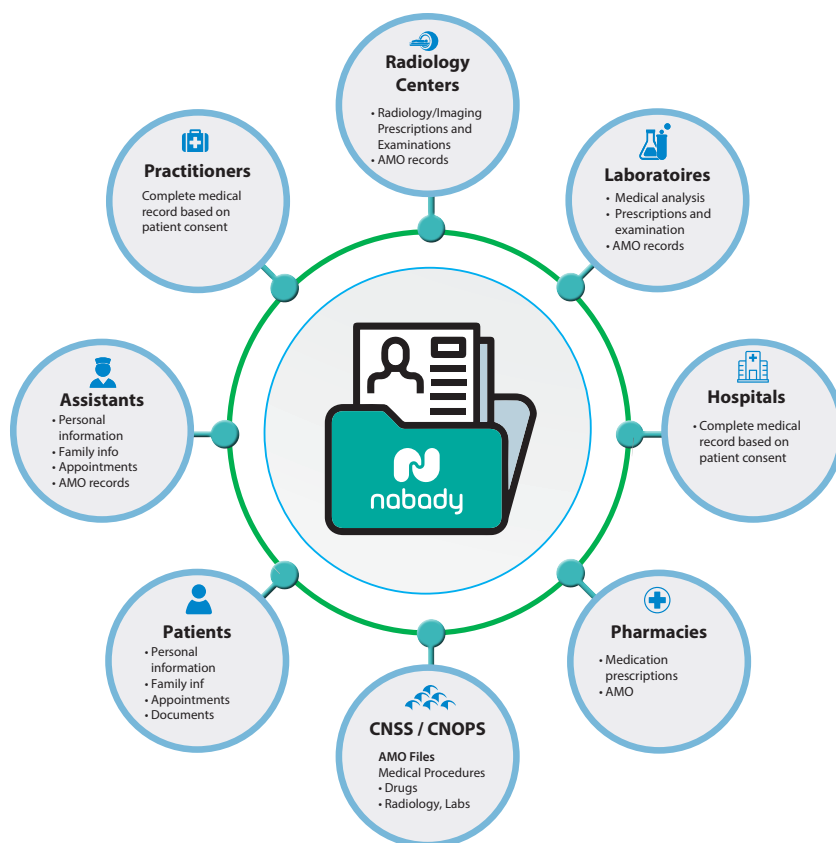 Radiology
Centers
• Radiology/Imaging
Prescriptions and
Examinations
• AMO records
Practitioners
Complete medical
record based on
patient consent
Laboratoires
• Medical analysis
• Prescriptions and
examination
• AMO records
Assistants
• Personal
information
• Family info
• Appointments
• AMO records
nabady
Hospitals
• Complete medical
record based on
patient consent
Patients
• Personal
information
• Family inf
• Appointments
• Documents
Pharmacies
• Medication
prescriptions
• AMO
CNSS / CNOPS
AMO Files
Medical Procedures
• Drugs
• Radiology, Labs